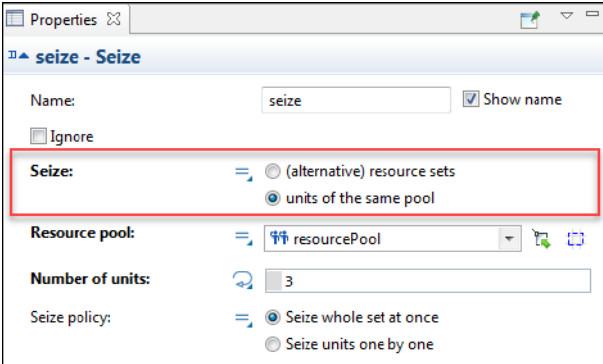 Properties
seize - Seize
Name: seize Show name
Ignore
Seize: (alternative) resource sets
units of the same pool
Resource pool: resourcePool
Number of units: 3
Seize policy: Seize whole set at once
Seize units one by one